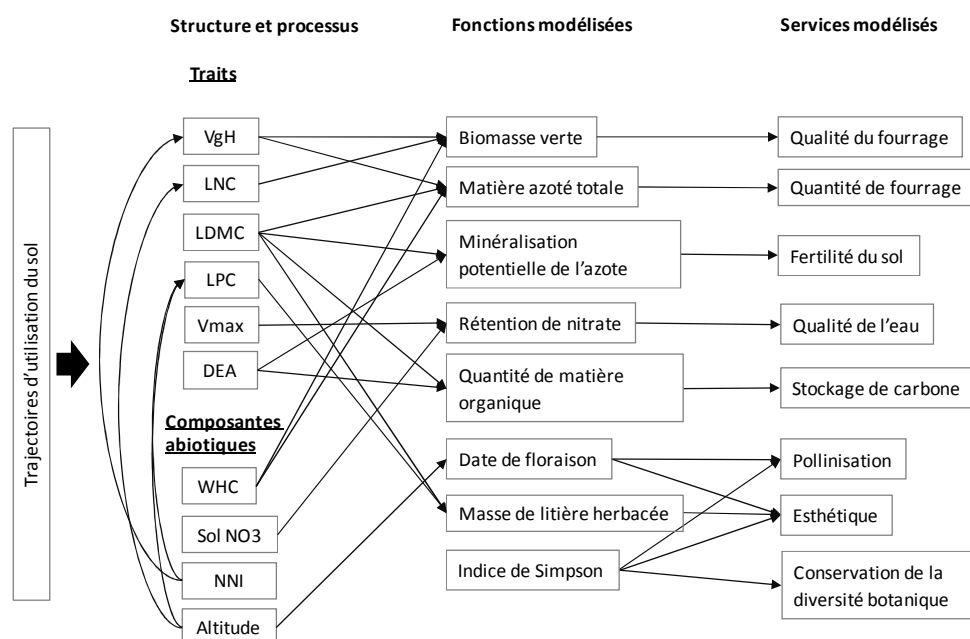 Structure et processus
Fonctions modélisées
Services modélisés
Traits
Trajectoires d'utilisation du sol
VgH
LNC
LDMC
LPC
Vmax
DEA
Composantes
abiotiques
WHC
Sol NO3
NNI
Altitude
Biomasse verte
Matière azoté totale
Minéralisation
potentielle de l'azote
Rétention de nitrate
Quantité de matière
organique
Date de floraison
Masse de litière herbacée
Indice de Simpson
Qualité du fourrage
Quantité de fourrage
Fertilité du sol
Qualité de l'eau
Stockage de carbone
Pollinisation
Esthétique
Conservation de la
diversité botanique